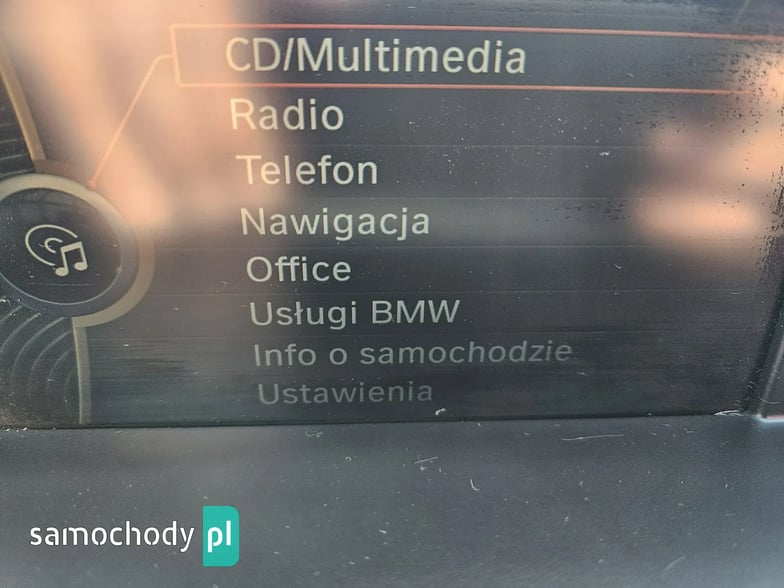 CD/Multimedia
Radio
Telefon
Nawigacja
Office
Usługi BMW
Info o samochodzie
Ustawienia
samochody pl